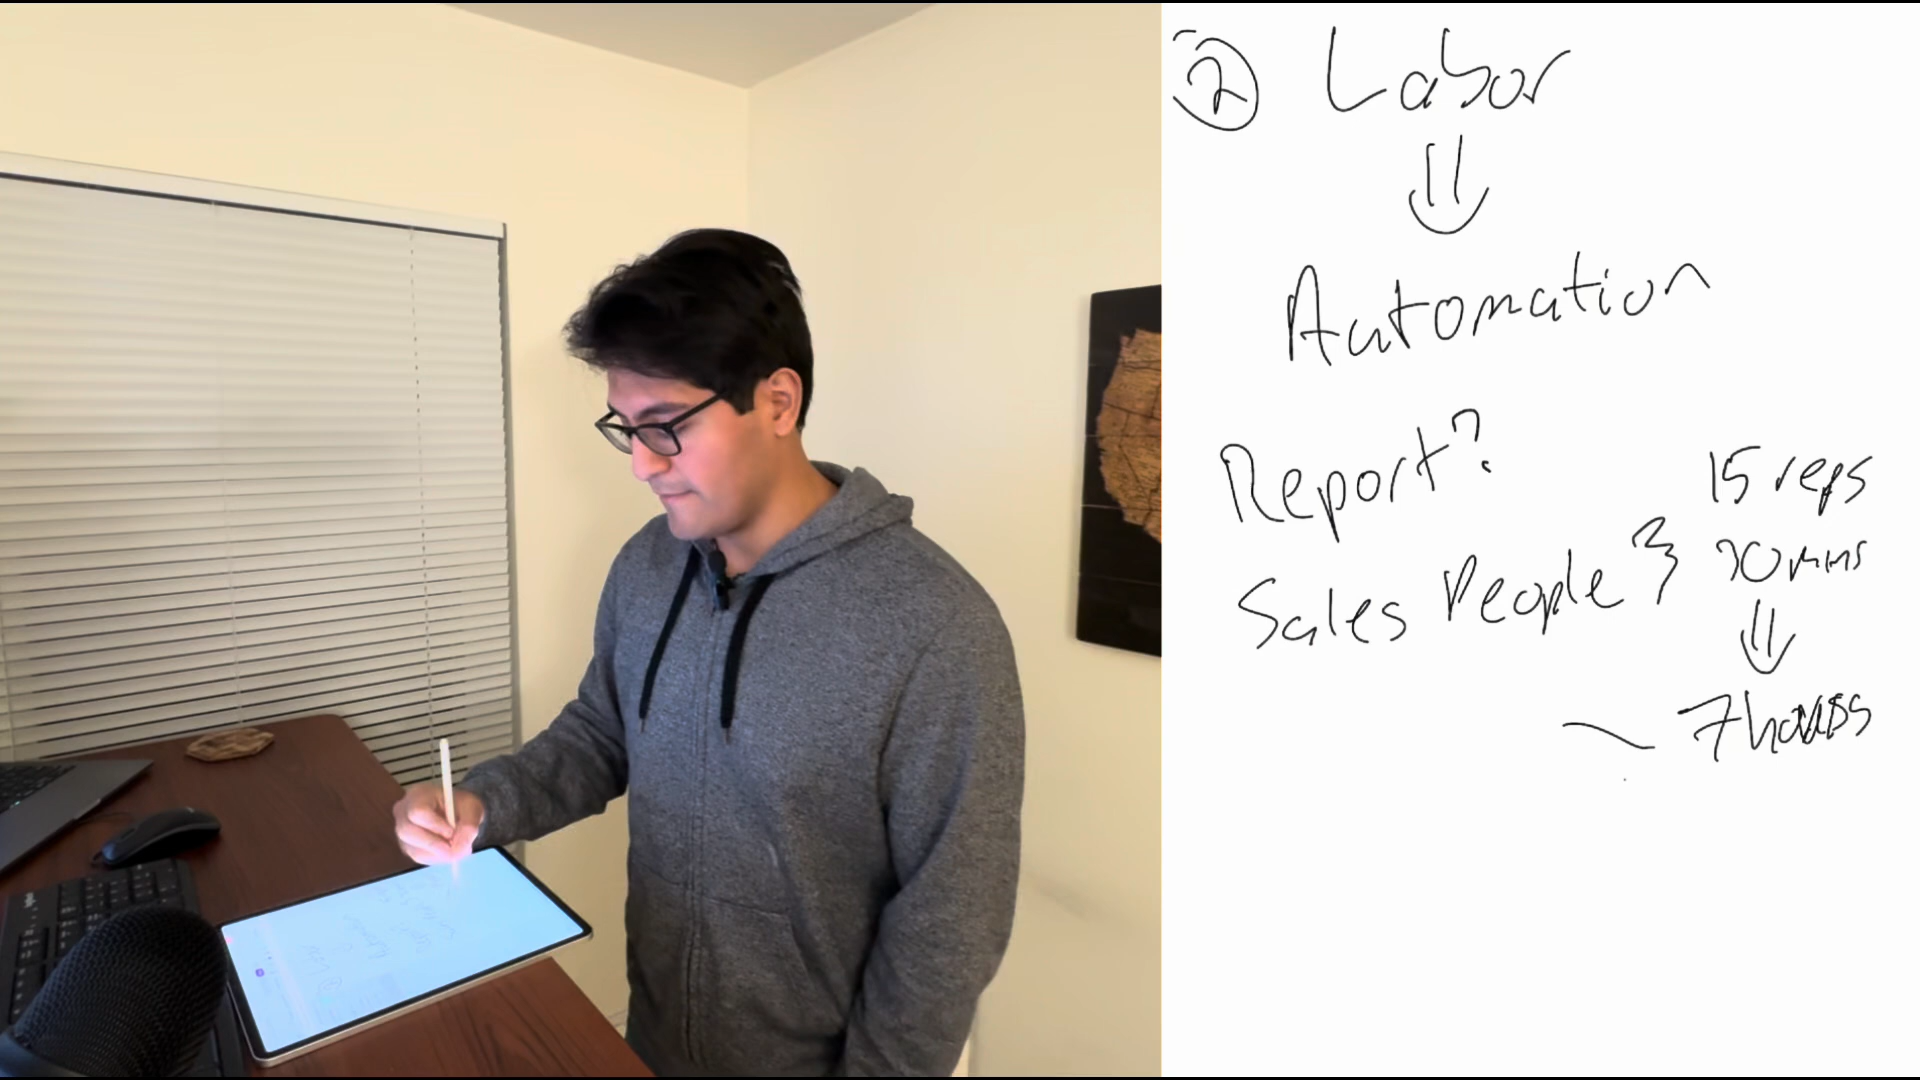 ② Labor
⇓
Automation
Report?
15 reps
Sales People } 30 mins
⇓
~ 7 hours